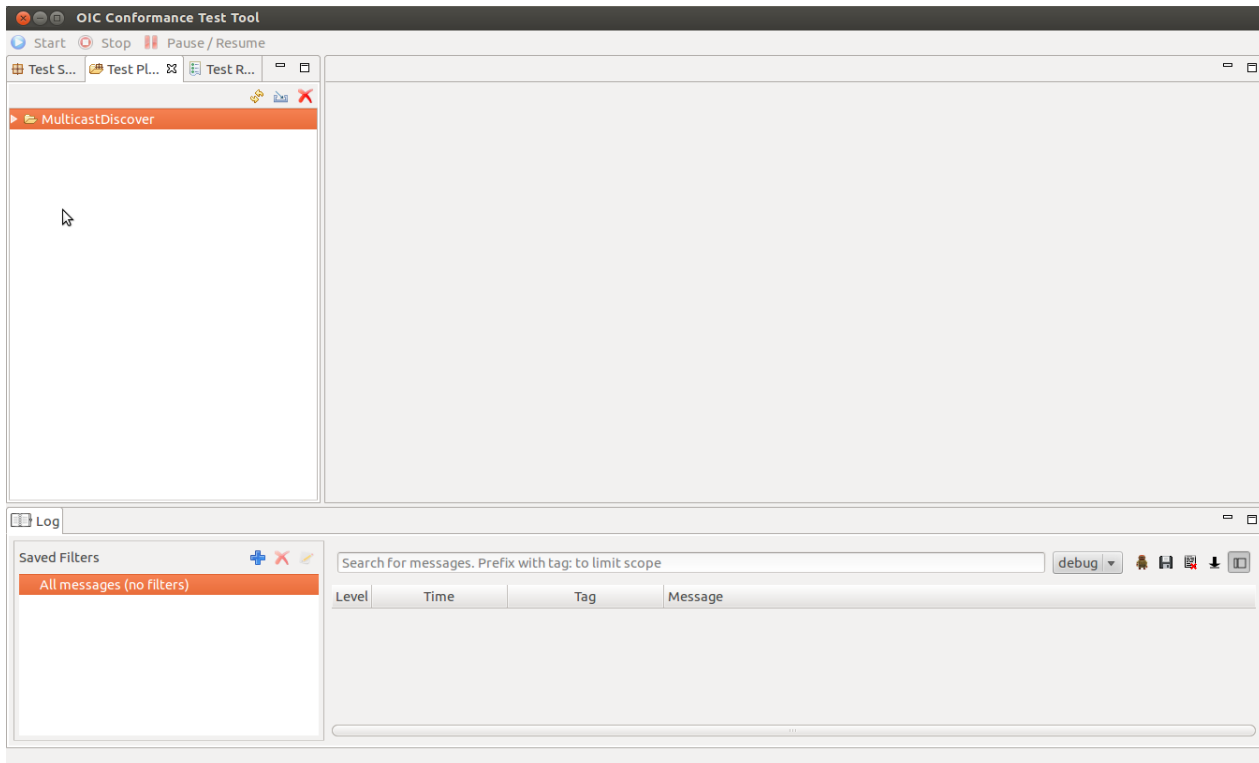 OIC Conformance Test Tool
Start Stop Pause / Resume
Test S... Test Pl... Test R...
MulticastDiscover
Log
Saved Filters
Search for messages. Prefix with tag: to limit scope debug
All messages (no filters)
Level Time Tag Message